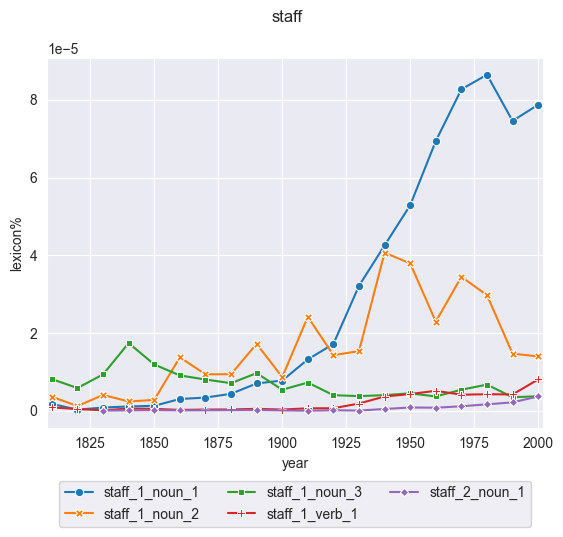 staff
1e−5
8
6
4
2
0
lexicon%
1825 1850 1875 1900 1925 1950 1975 2000
year
staff_1_noun_1 staff_1_noun_3 staff_2_noun_1
staff_1_noun_2 staff_1_verb_1